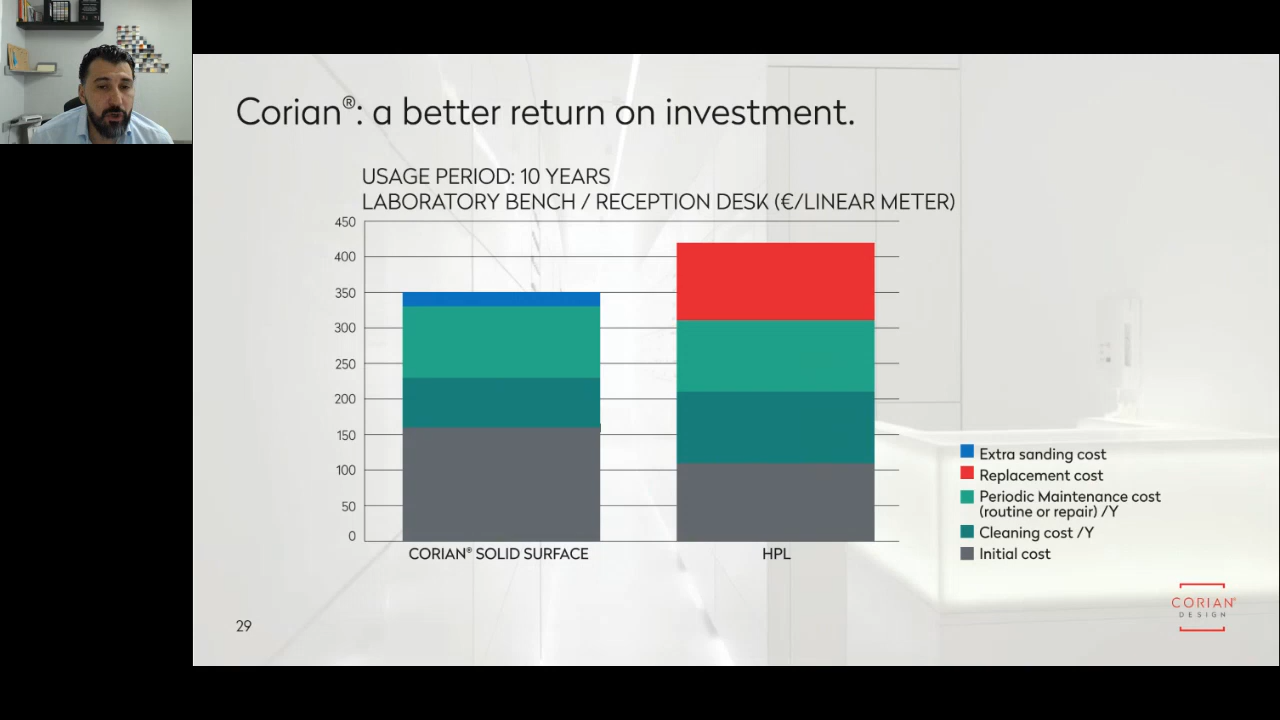 Corian®: a better return on investment.
USAGE PERIOD: 10 YEARS
LABORATORY BENCH / RECEPTION DESK (€/LINEAR METER)
450
400
350
300
250
200
150
100
50
0
CORIAN® SOLID SURFACE
HPL
Extra sanding cost
Replacement cost
Periodic Maintenance cost
(routine or repair) /Y
Cleaning cost /Y
Initial cost
CORIAN®
DESIGN
29